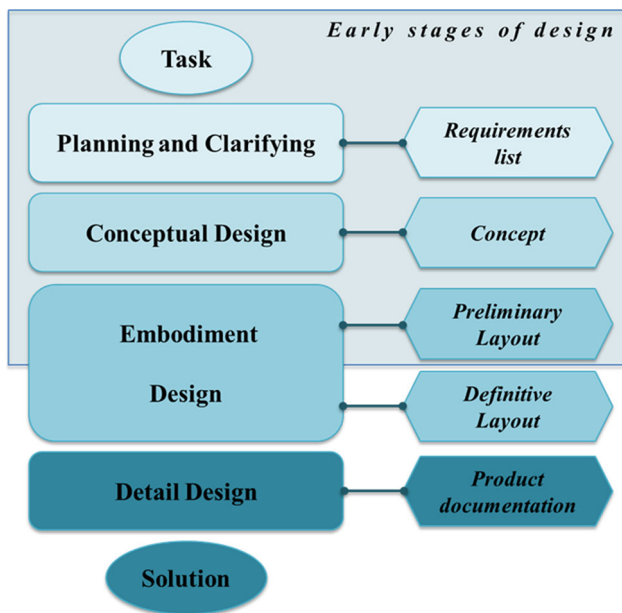 Early stages of design
Task
Planning and Clarifying
Requirements
list
Conceptual Design
Concept
Embodiment
Design
Preliminary
Layout
Definitive
Layout
Detail Design
Product
documentation
Solution